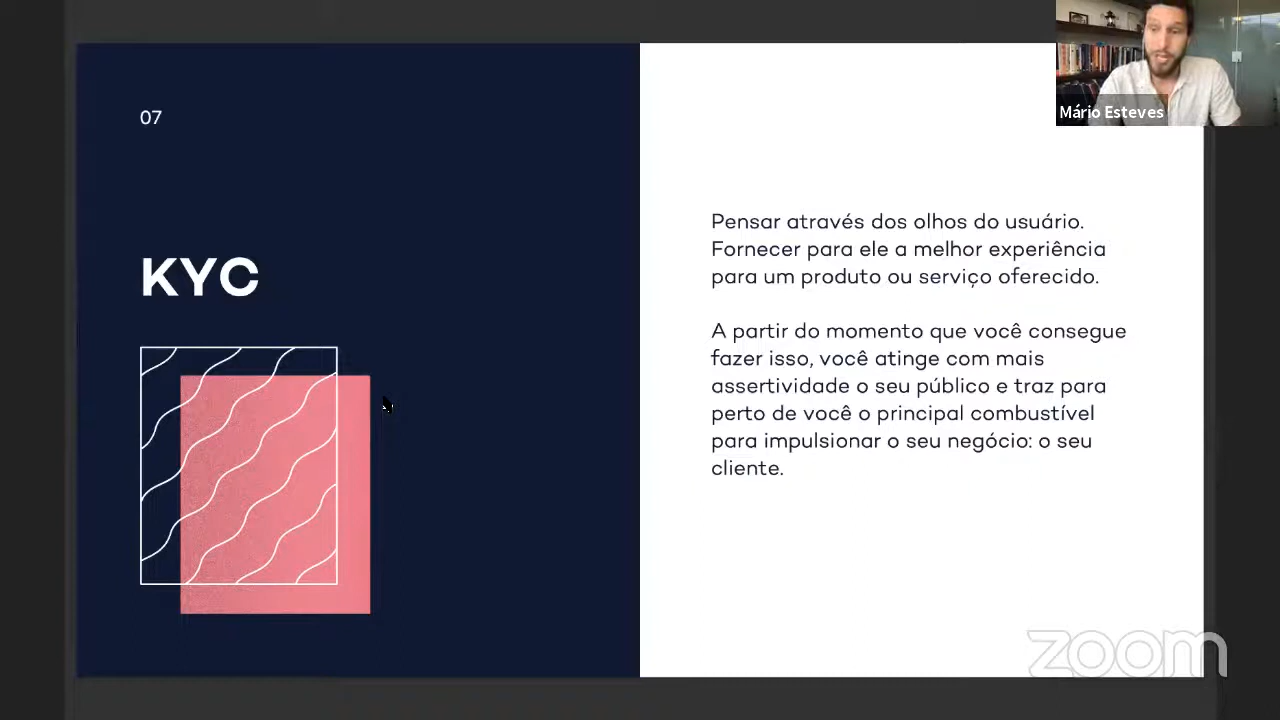 07
KYC
Pensar através dos olhos do usuário.
Fornecer para ele a melhor experiência
para um produto ou serviço oferecido.
A partir do momento que você consegue
fazer isso, você atinge com mais
assertividade o seu público e traz para
perto de você o principal combustível
para impulsionar o seu negócio: o seu
cliente.
Mário Esteves
zoom